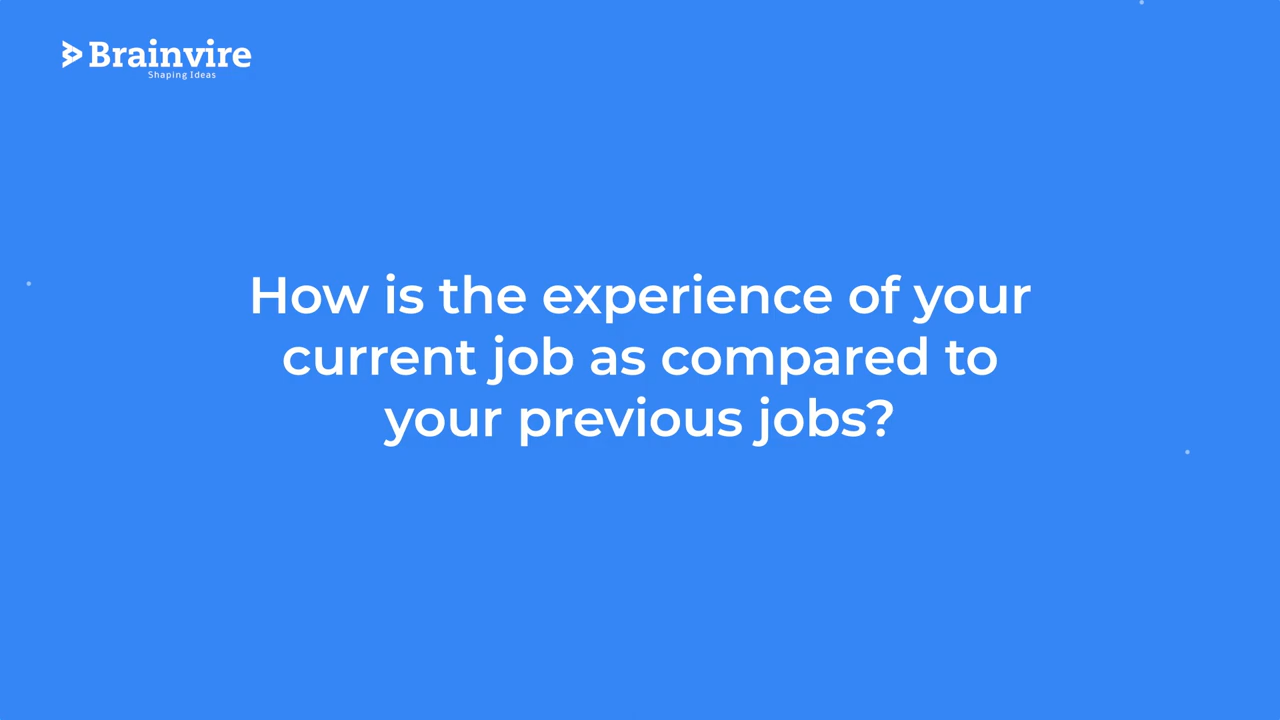 Brainvire
Shaping Ideas
How is the experience of your
current job as compared to
your previous jobs?